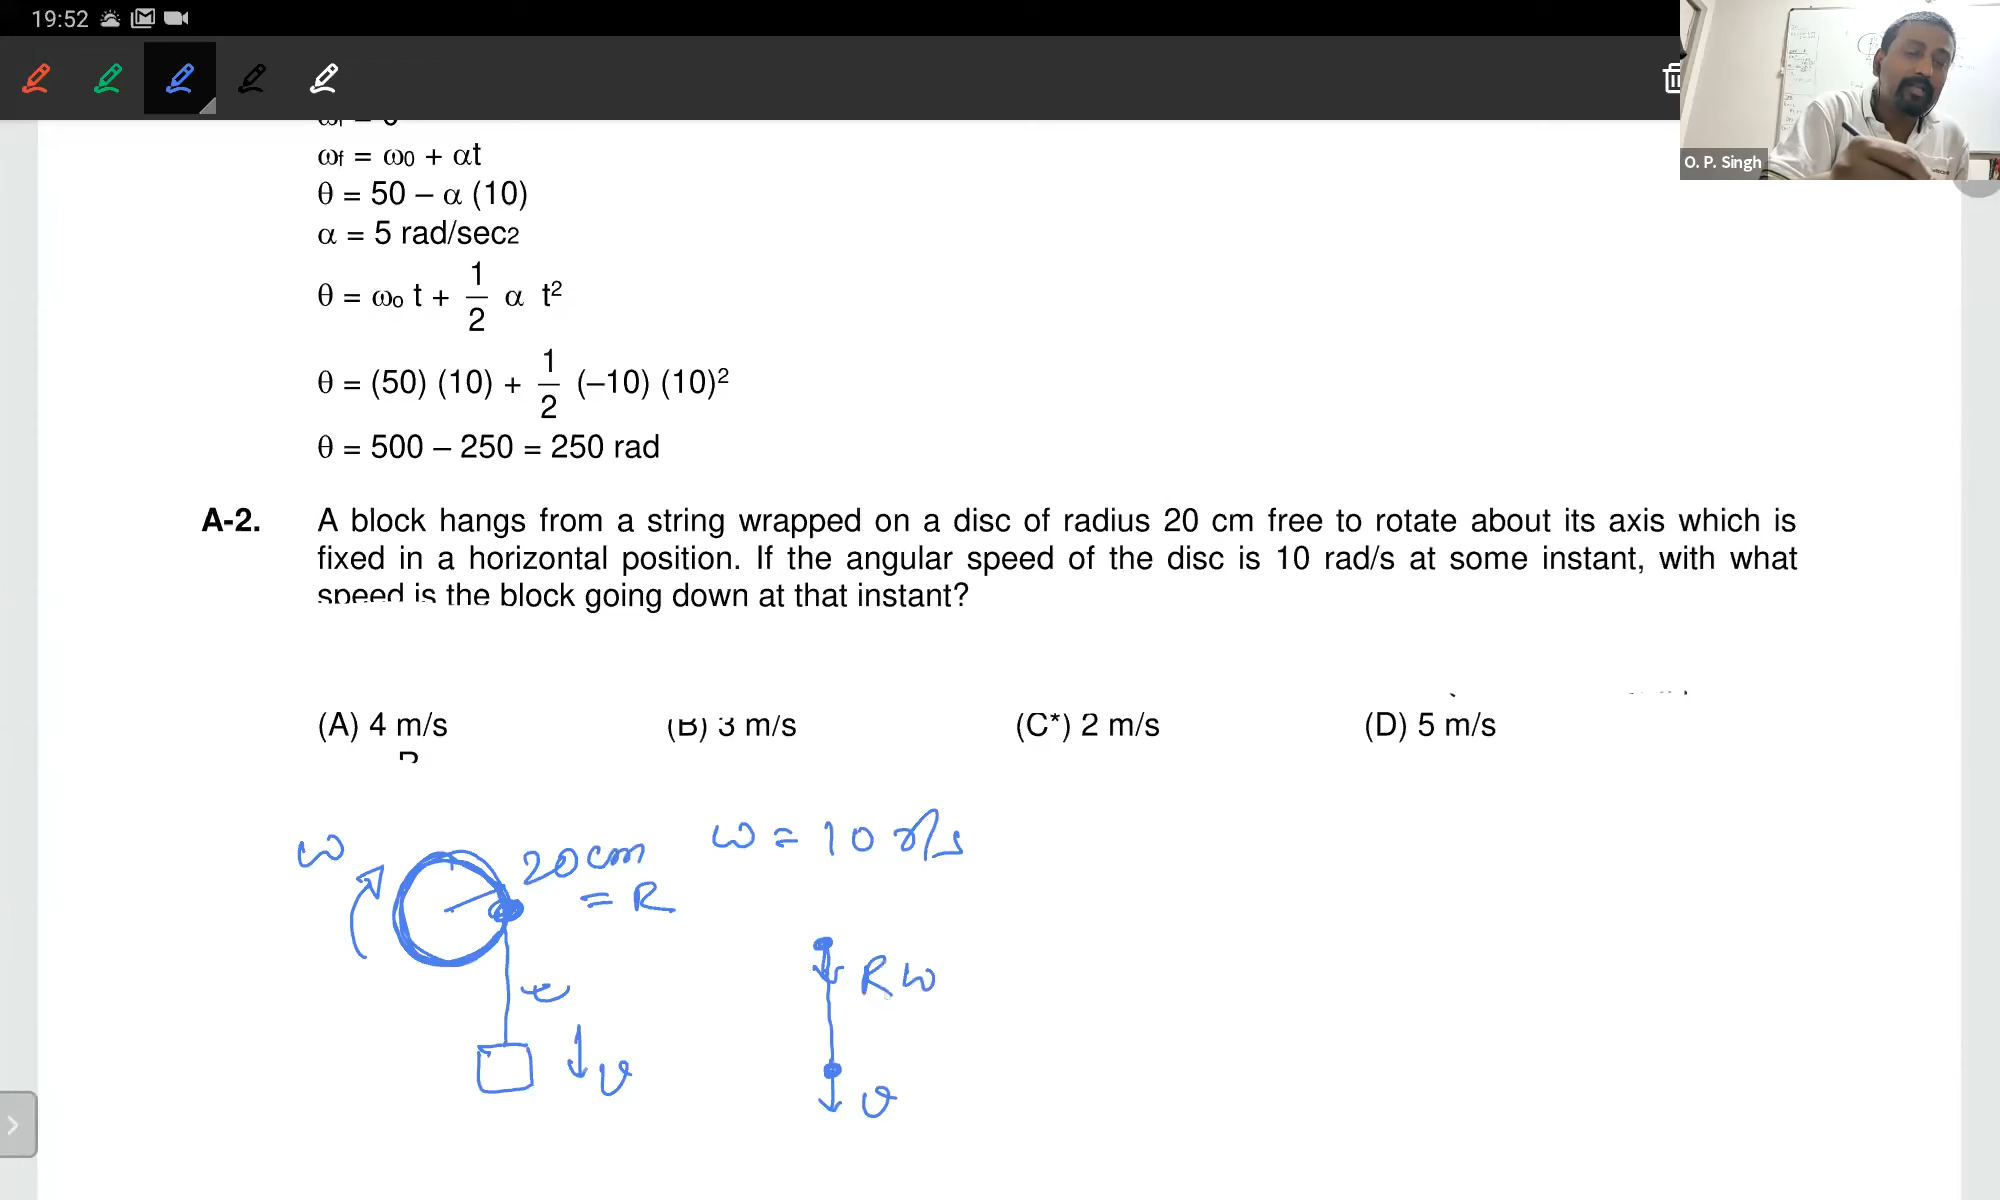 19:52
O. P. Singh
ωf = ω0 + αt
θ = 50 – α (10)
α = 5 rad/sec2
θ = ω₀ t + 1/2 α t²
θ = (50) (10) + 1/2 (–10) (10)²
θ = 500 – 250 = 250 rad
A-2. A block hangs from a string wrapped on a disc of radius 20 cm free to rotate about its axis which is
fixed in a horizontal position. If the angular speed of the disc is 10 rad/s at some instant, with what
speed is the block going down at that instant?
(A) 4 m/s (B) 3 m/s (C*) 2 m/s (D) 5 m/s
ω
20 cm
= R
ω = 10 r/s
Rω
v
v